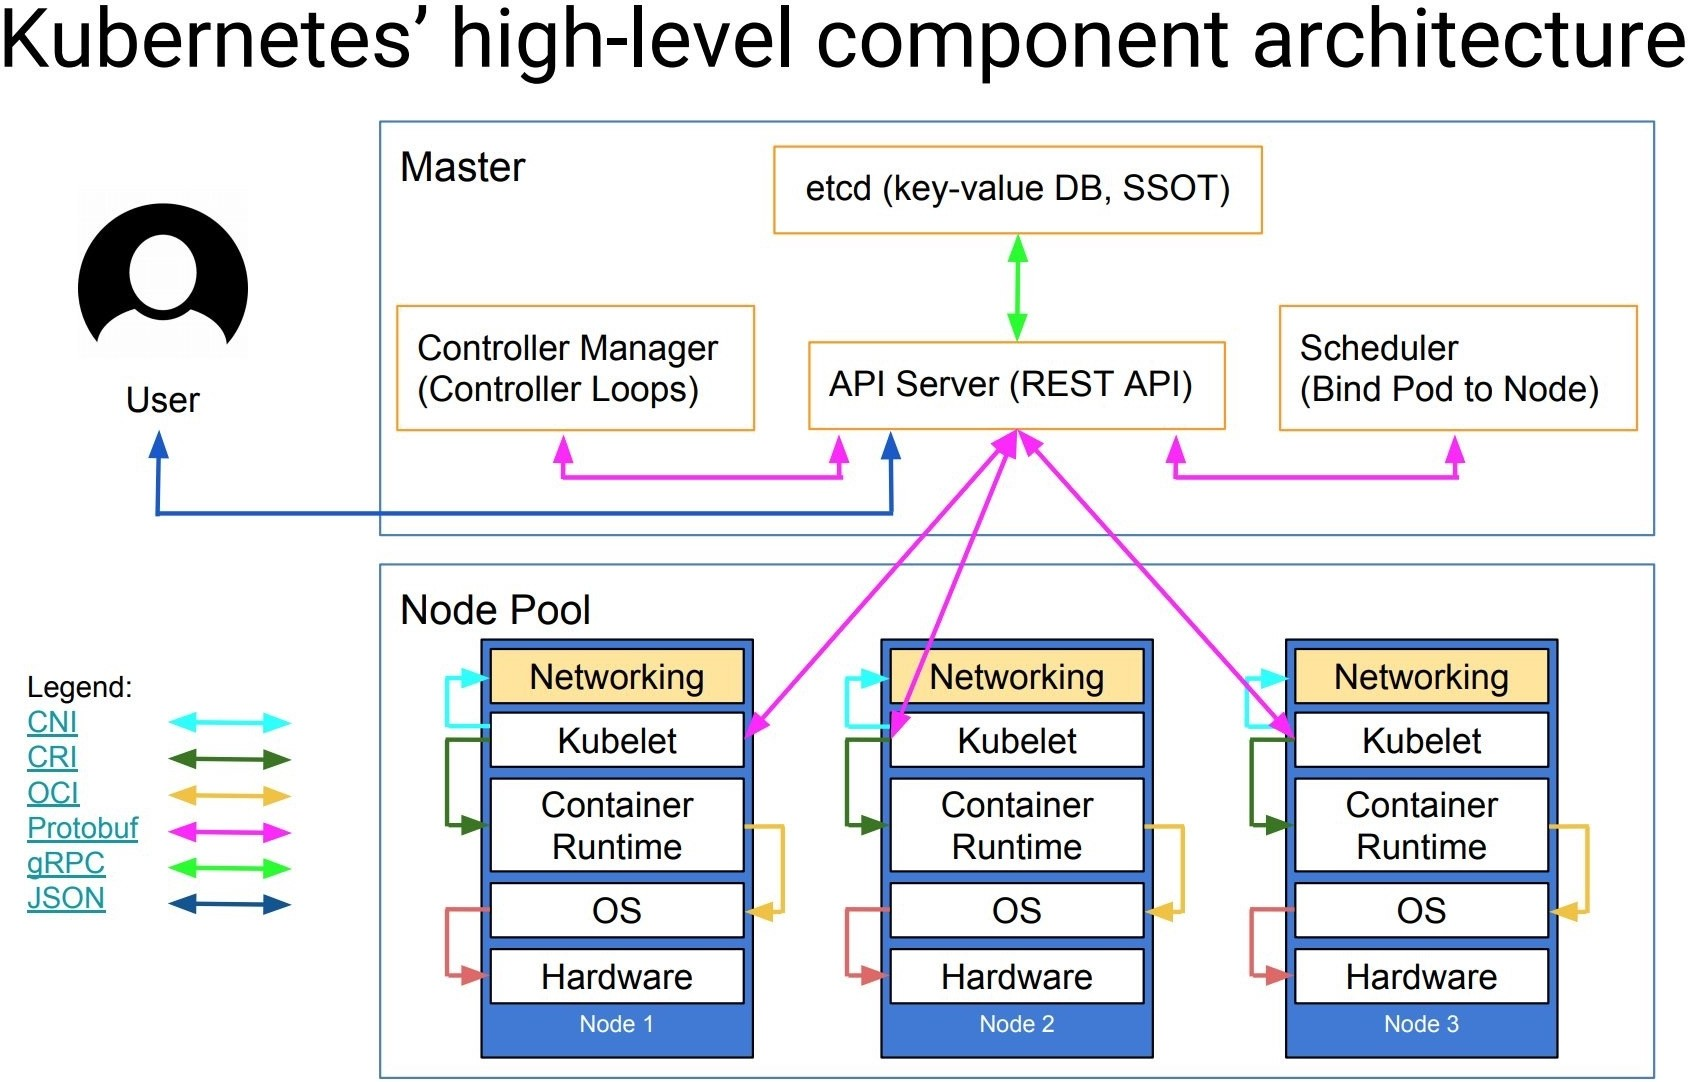 Kubernetes’ high-level component architecture
Master
etcd (key-value DB, SSOT)
Controller Manager
(Controller Loops)
API Server (REST API)
Scheduler
(Bind Pod to Node)
User
Node Pool
Networking
Kubelet
Container
Runtime
OS
Hardware
Node 1
Networking
Kubelet
Container
Runtime
OS
Hardware
Node 2
Networking
Kubelet
Container
Runtime
OS
Hardware
Node 3
Legend:
CNI
CRI
OCI
Protobuf
gRPC
JSON